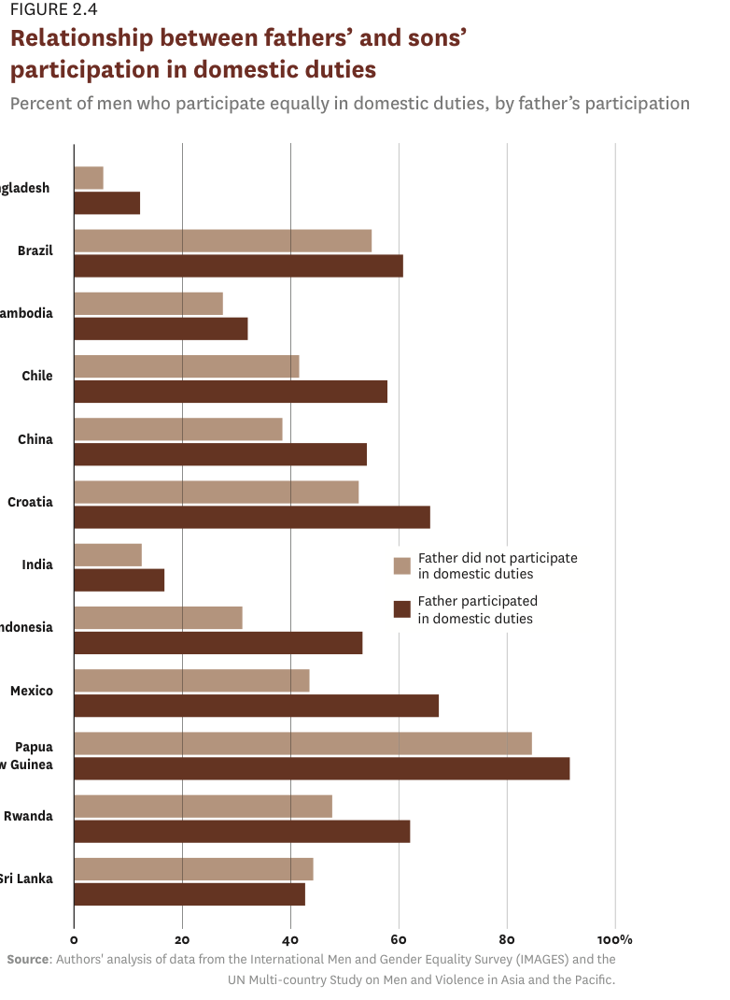 FIGURE 2.4
Relationship between fathers’ and sons’
participation in domestic duties
Percent of men who participate equally in domestic duties, by father’s participation
gladesh
Brazil
ambodia
Chile
China
Croatia
India
Father did not participate
in domestic duties
Father participated
in domestic duties
ndonesia
Mexico
Papua
w Guinea
Rwanda
Sri Lanka
0 20 40 60 80 100%
Source: Authors' analysis of data from the International Men and Gender Equality Survey (IMAGES) and the
UN Multi-country Study on Men and Violence in Asia and the Pacific.